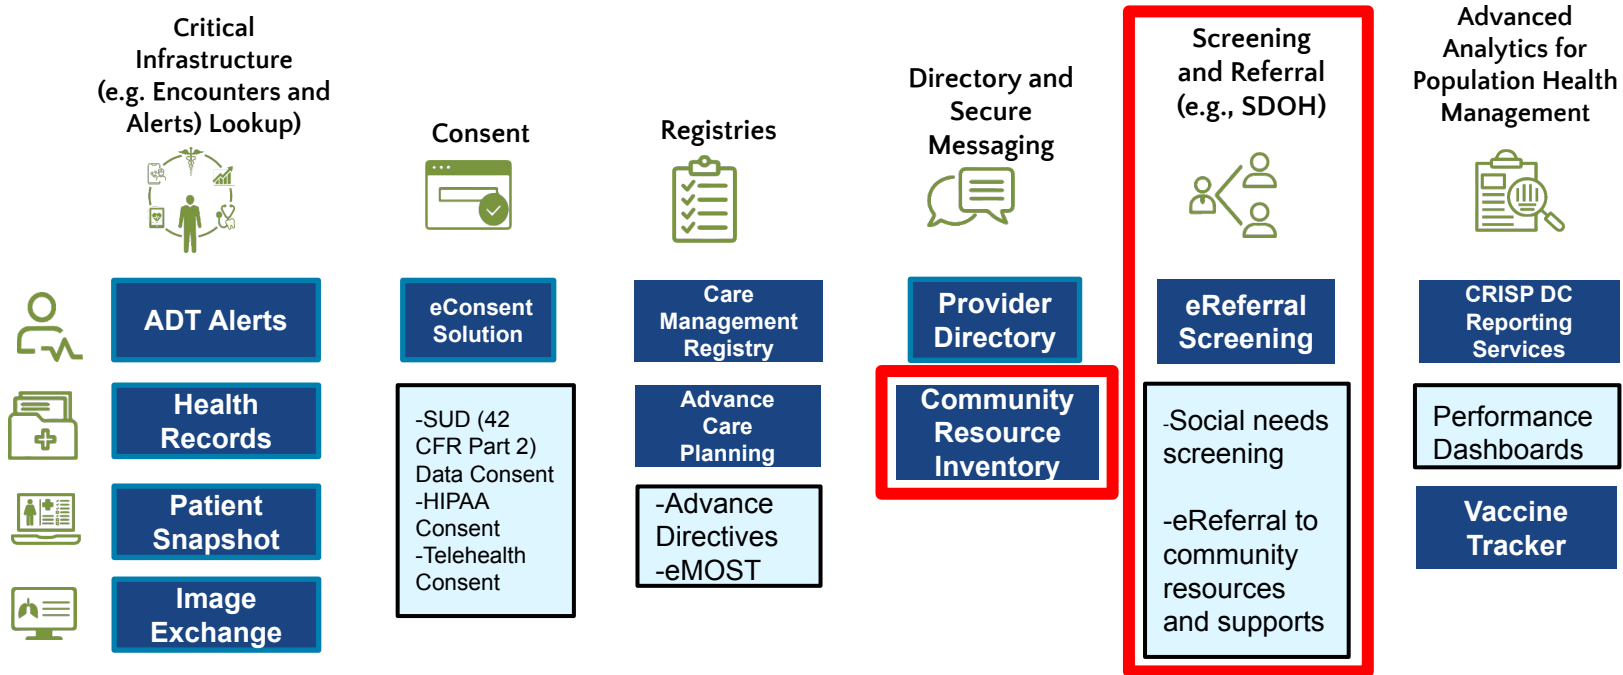 Critical
Infrastructure
(e.g. Encounters and
Alerts) Lookup)
ADT Alerts
Health
Records
Patient
Snapshot
Image
Exchange
Consent
eConsent
Solution
-SUD (42
CFR Part 2)
Data Consent
-HIPAA
Consent
-Telehealth
Consent
Registries
Care
Management
Registry
Advance
Care
Planning
-Advance
Directives
-eMOST
Directory and
Secure
Messaging
Provider
Directory
Community
Resource
Inventory
Screening
and Referral
(e.g., SDOH)
eReferral
Screening
-Social needs
screening
-eReferral to
community
resources
and supports
Advanced
Analytics for
Population Health
Management
CRISP DC
Reporting
Services
Performance
Dashboards
Vaccine
Tracker